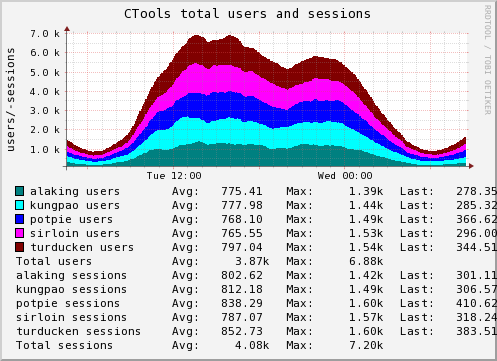 CTools total users and sessions
RRDTOOL / TOBI OETIKER
users/-sessions
7.0 k
6.0 k
5.0 k
4.0 k
3.0 k
2.0 k
1.0 k
Tue 12:00 Wed 00:00
alaking users Avg: 775.41 Max: 1.39k Last: 278.35
kungpao users Avg: 777.98 Max: 1.44k Last: 285.32
potpie users Avg: 768.10 Max: 1.49k Last: 366.62
sirloin users Avg: 765.55 Max: 1.53k Last: 296.00
turducken users Avg: 797.04 Max: 1.54k Last: 344.51
Total users Avg: 3.87k Max: 6.88k
alaking sessions Avg: 802.62 Max: 1.42k Last: 301.11
kungpao sessions Avg: 812.18 Max: 1.49k Last: 306.57
potpie sessions Avg: 838.29 Max: 1.60k Last: 410.62
sirloin sessions Avg: 787.07 Max: 1.57k Last: 318.24
turducken sessions Avg: 852.73 Max: 1.60k Last: 383.51
Total sessions Avg: 4.08k Max: 7.20k